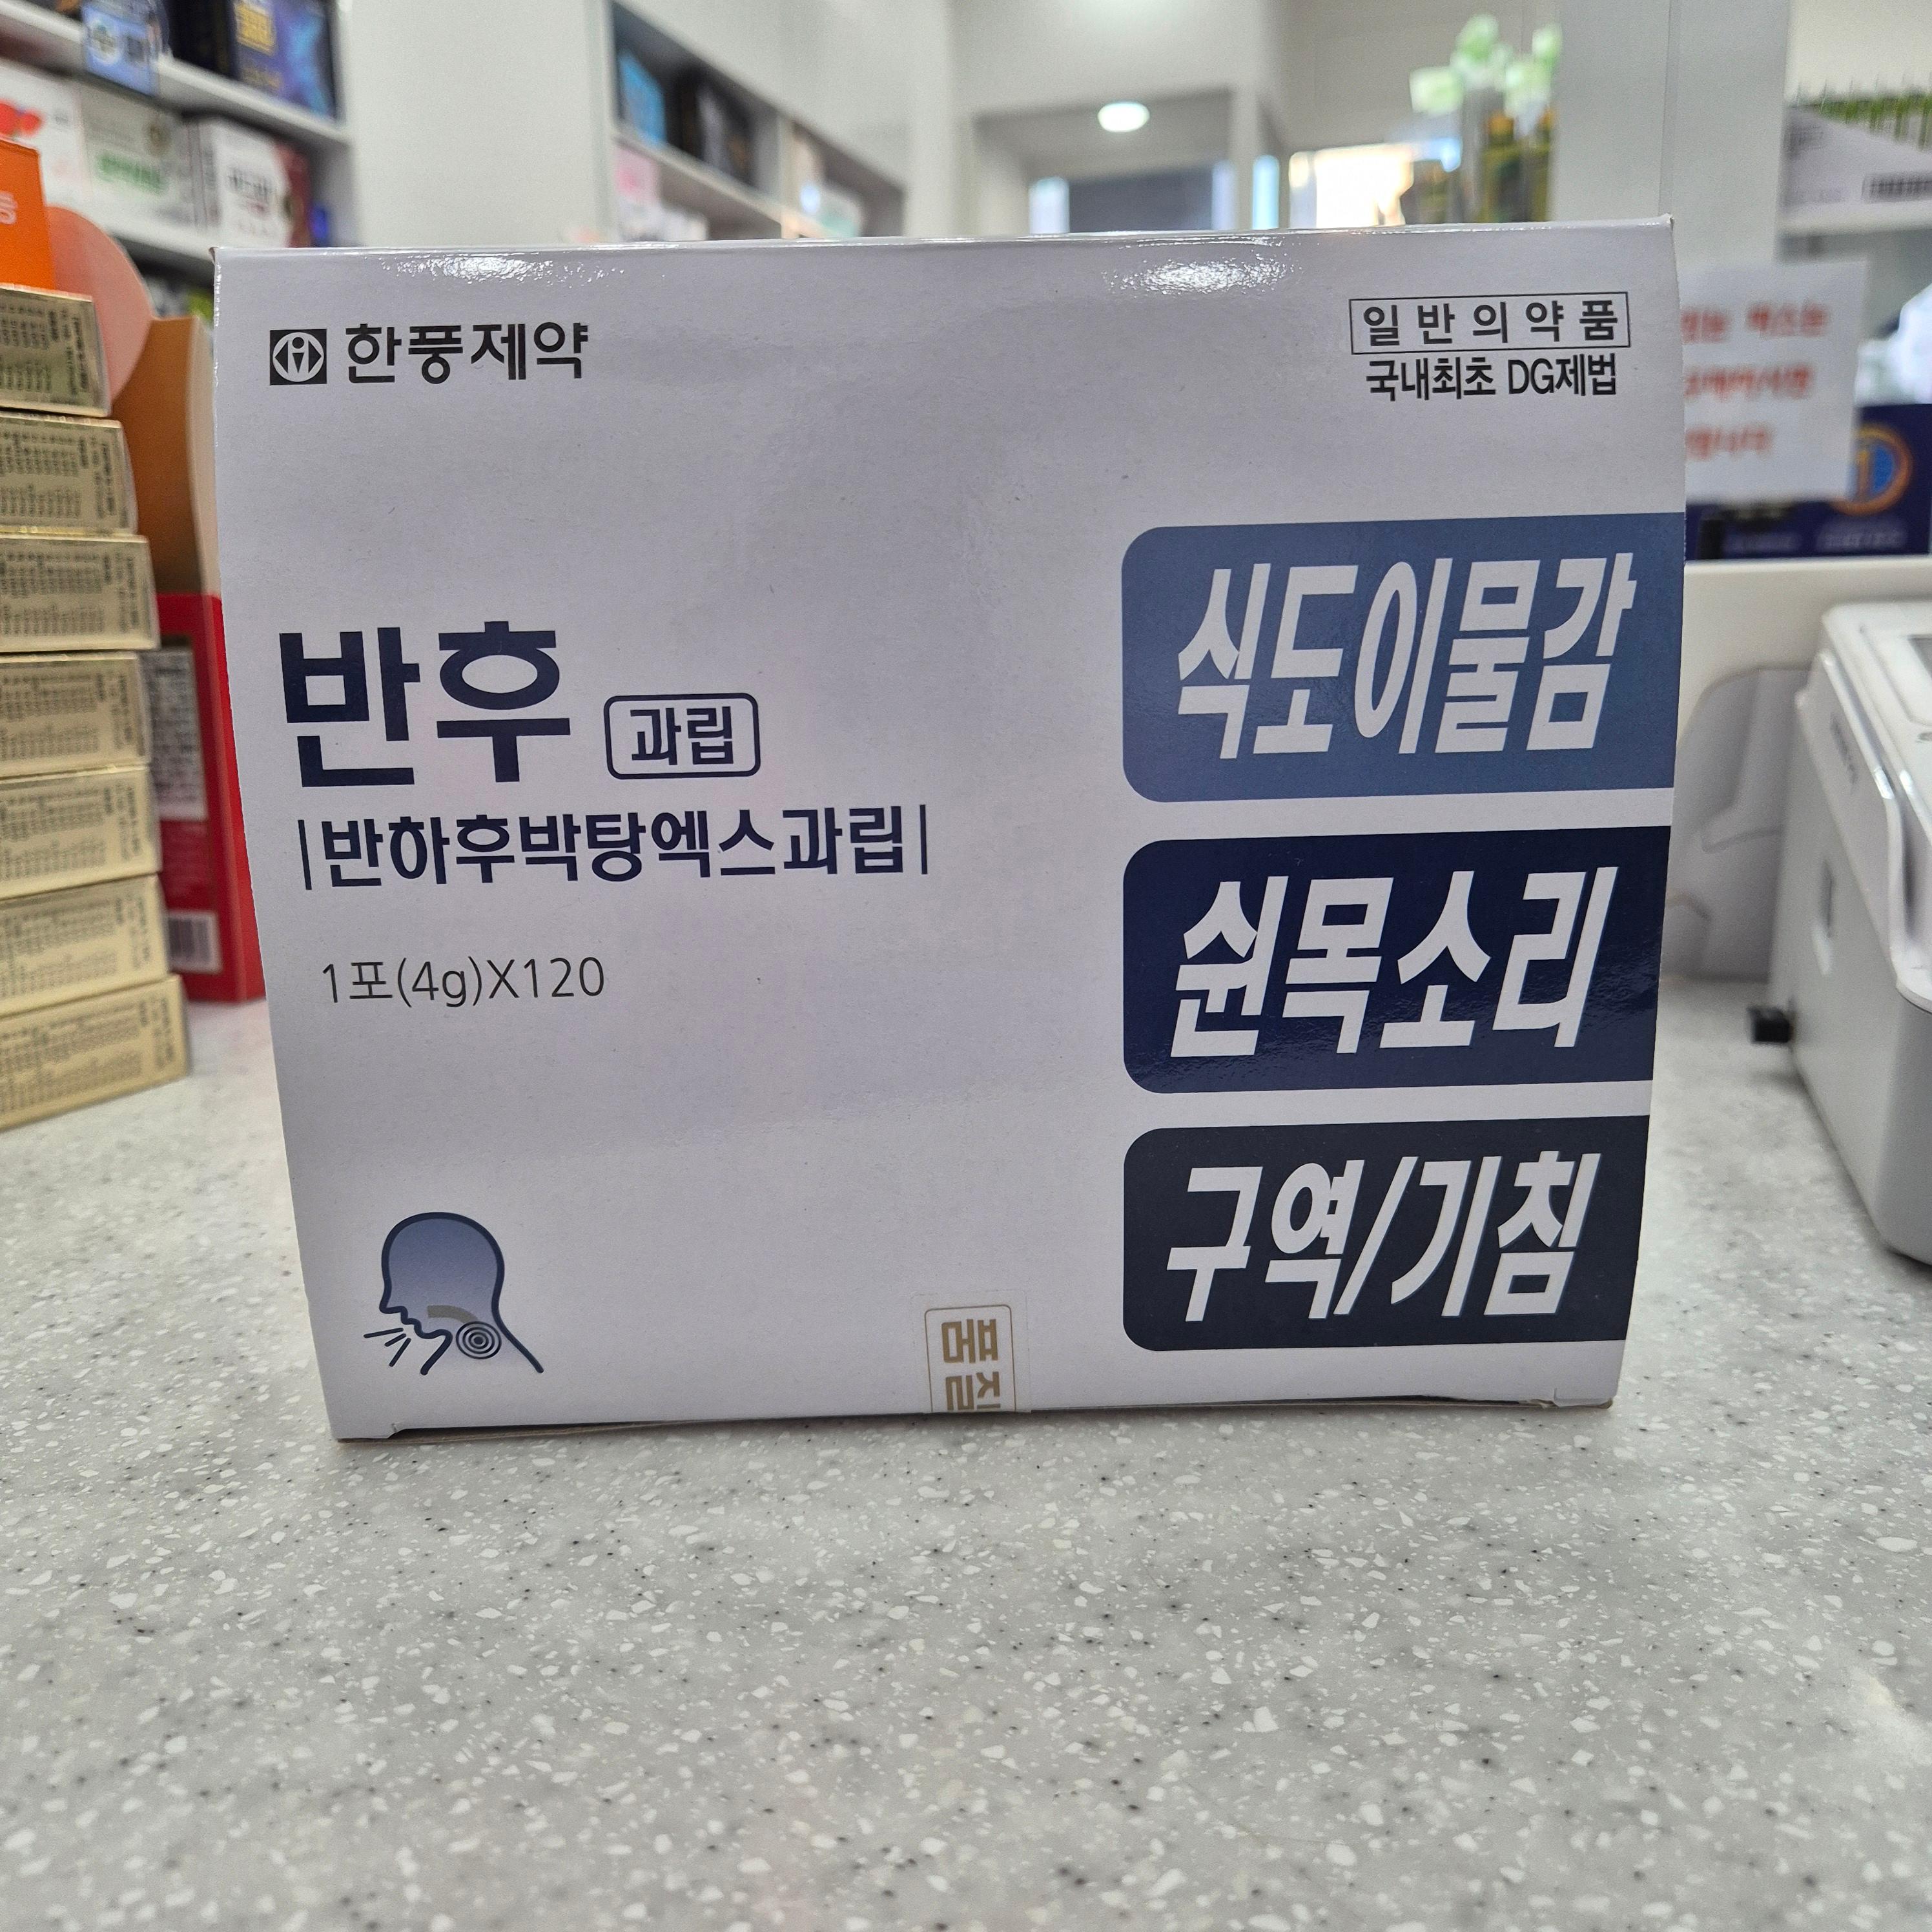 한풍제약
일반의약품
국내최초 DG제법
반후 과립
|반하후박탕엑스과립|
1포(4g)X120
식도이물감
쉰목소리
구역/기침